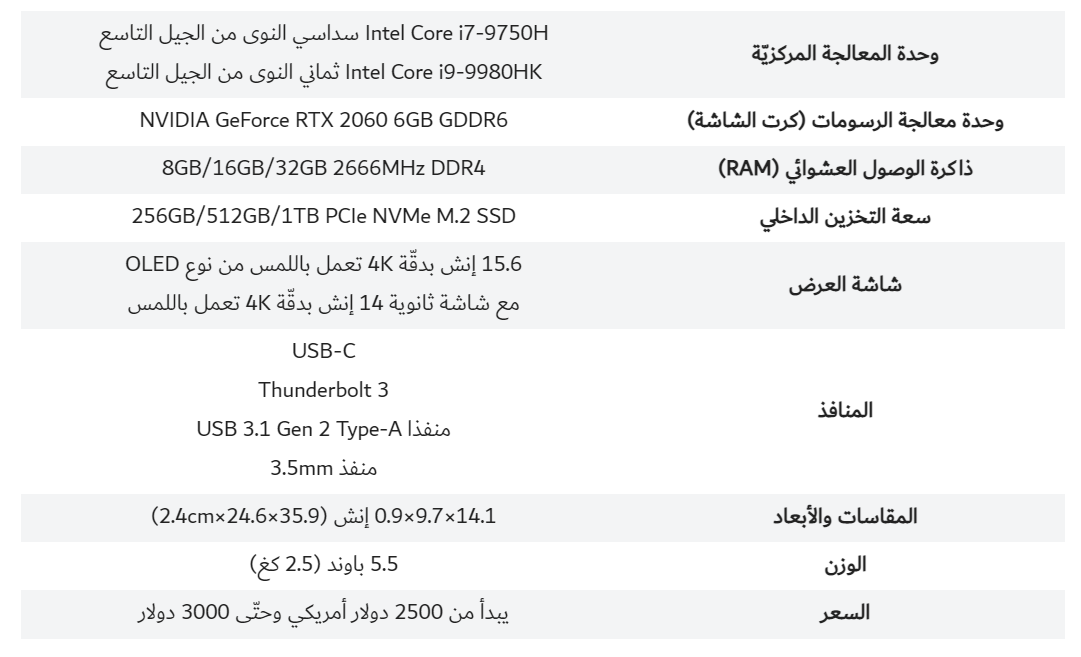 وحدة المعالجة المركزيّة
Intel Core i7-9750H سداسي النوى من الجيل التاسع
Intel Core i9-9980HK ثماني النوى من الجيل التاسع
وحدة معالجة الرسومات (كرت الشاشة)
NVIDIA GeForce RTX 2060 6GB GDDR6
ذاكرة الوصول العشوائي (RAM)
8GB/16GB/32GB 2666MHz DDR4
سعة التخزين الداخلي
256GB/512GB/1TB PCIe NVMe M.2 SSD
شاشة العرض
15.6 إنش بدقّة 4K تعمل باللمس من نوع OLED
مع شاشة ثانوية 14 إنش بدقّة 4K تعمل باللمس
المنافذ
USB-C
Thunderbolt 3
منفذا USB 3.1 Gen 2 Type-A
منفذ 3.5mm
المقاسات والأبعاد
14.1×9.7×0.9 إنش (35.9×24.6×2.4cm)
الوزن
5.5 باوند (2.5 كغ)
السعر
يبدأ من 2500 دولار أمريكي وحتّى 3000 دولار